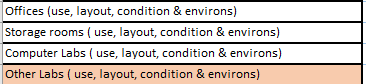 Offices (use, layout, condition & environs)
Storage rooms ( use, layout, condition & environs)
Computer Labs ( use, layout, condition & environs)
Other Labs ( use, layout, condition & environs)